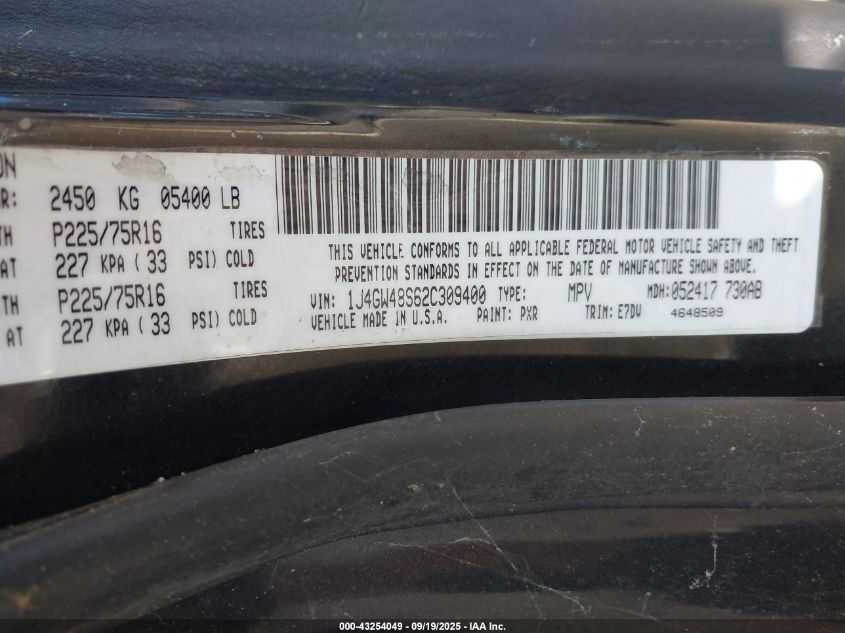 ON
R: 2450 KG 05400 LB
TH P225/75R16 TIRES
AT 227 KPA ( 33 PSI) COLD
TH P225/75R16 TIRES
AT 227 KPA ( 33 PSI) COLD
THIS VEHICLE CONFORMS TO ALL APPLICABLE FEDERAL MOTOR VEHICLE SAFETY AND THEFT
PREVENTION STANDARDS IN EFFECT ON THE DATE OF MANUFACTURE SHOWN ABOVE.
VIN: 1J4GW48S62C309400 TYPE: MPV MDH: 052417 730AB
VEHICLE MADE IN U.S.A. PAINT: PXR TRIM: E7DV 4648509
000-43254049 - 09/19/2025 - IAA Inc.